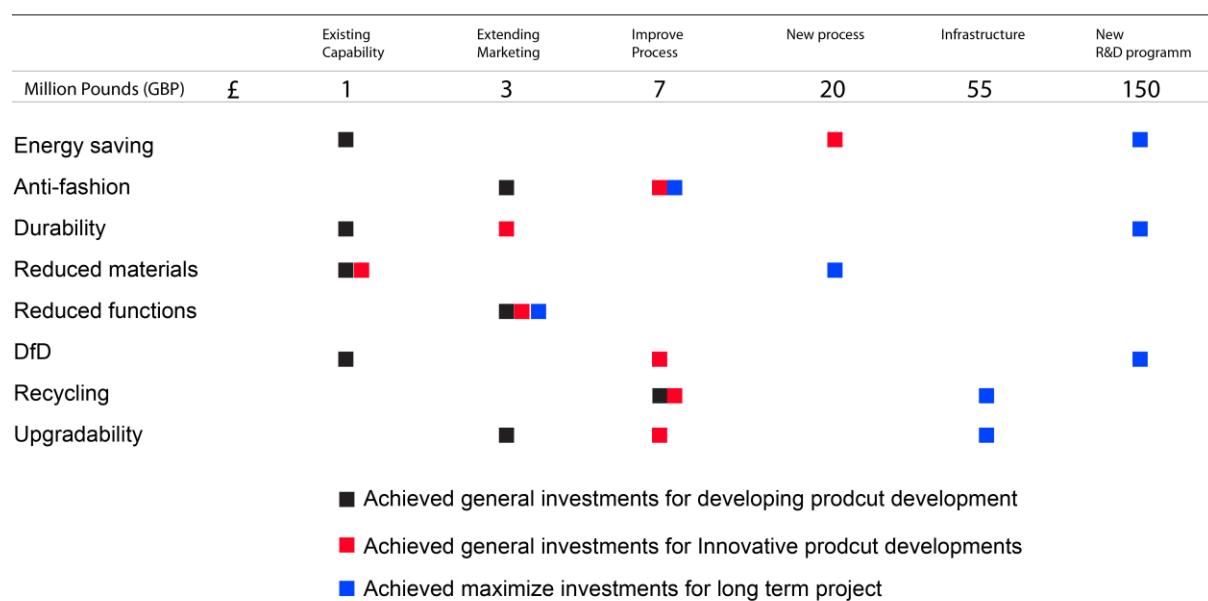 Existing Capability
Extending Marketing
Improve Process
New process
Infrastructure
New R&D programm
Million Pounds (GBP) £ 1 3 7 20 55 150
Energy saving
Anti-fashion
Durability
Reduced materials
Reduced functions
DfD
Recycling
Upgradability
Achieved general investments for developing prodcut development
Achieved general investments for Innovative prodcut developments
Achieved maximize investments for long term project